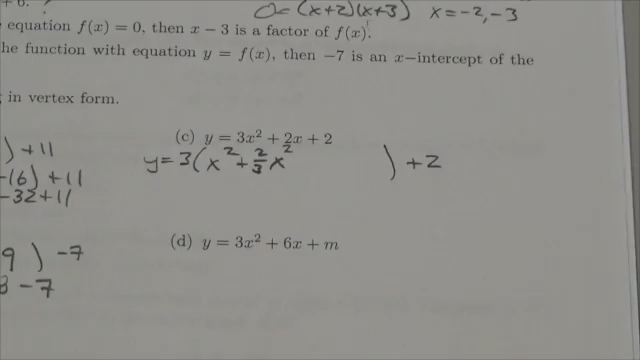 +6.
0=(x+2)(x+3) x=-2,-3
equation f(x) = 0, then x − 3 is a factor of f(x).
he function with equation y = f(x), then −7 is an x−intercept of the
in vertex form.
(c) y = 3x² + 2x + 2
) +11
y=3(x²+2/3x² ) +2
-16) +11
-32+11
(d) y = 3x² + 6x + m
9 ) -7
8 -7